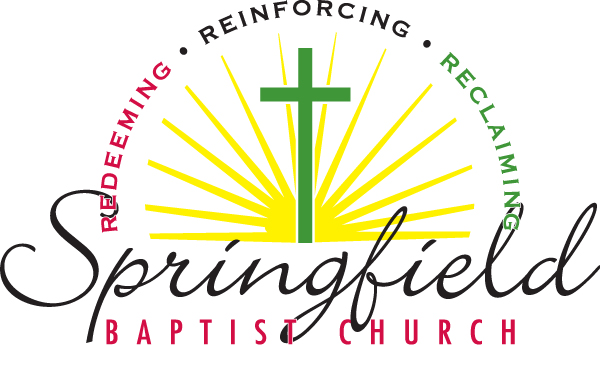 REDEEMING • REINFORCING • RECLAIMING
Springfield
BAPTIST CHURCH